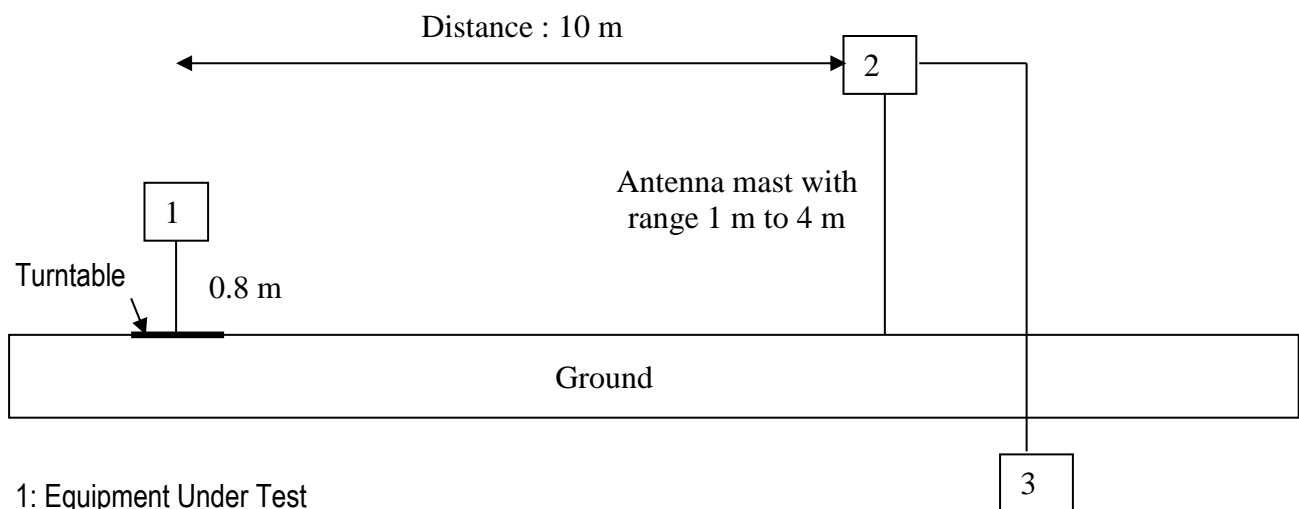 Distance : 10 m
2
Antenna mast with
range 1 m to 4 m
1
Turntable
0.8 m
Ground
3
1: Equipment Under Test